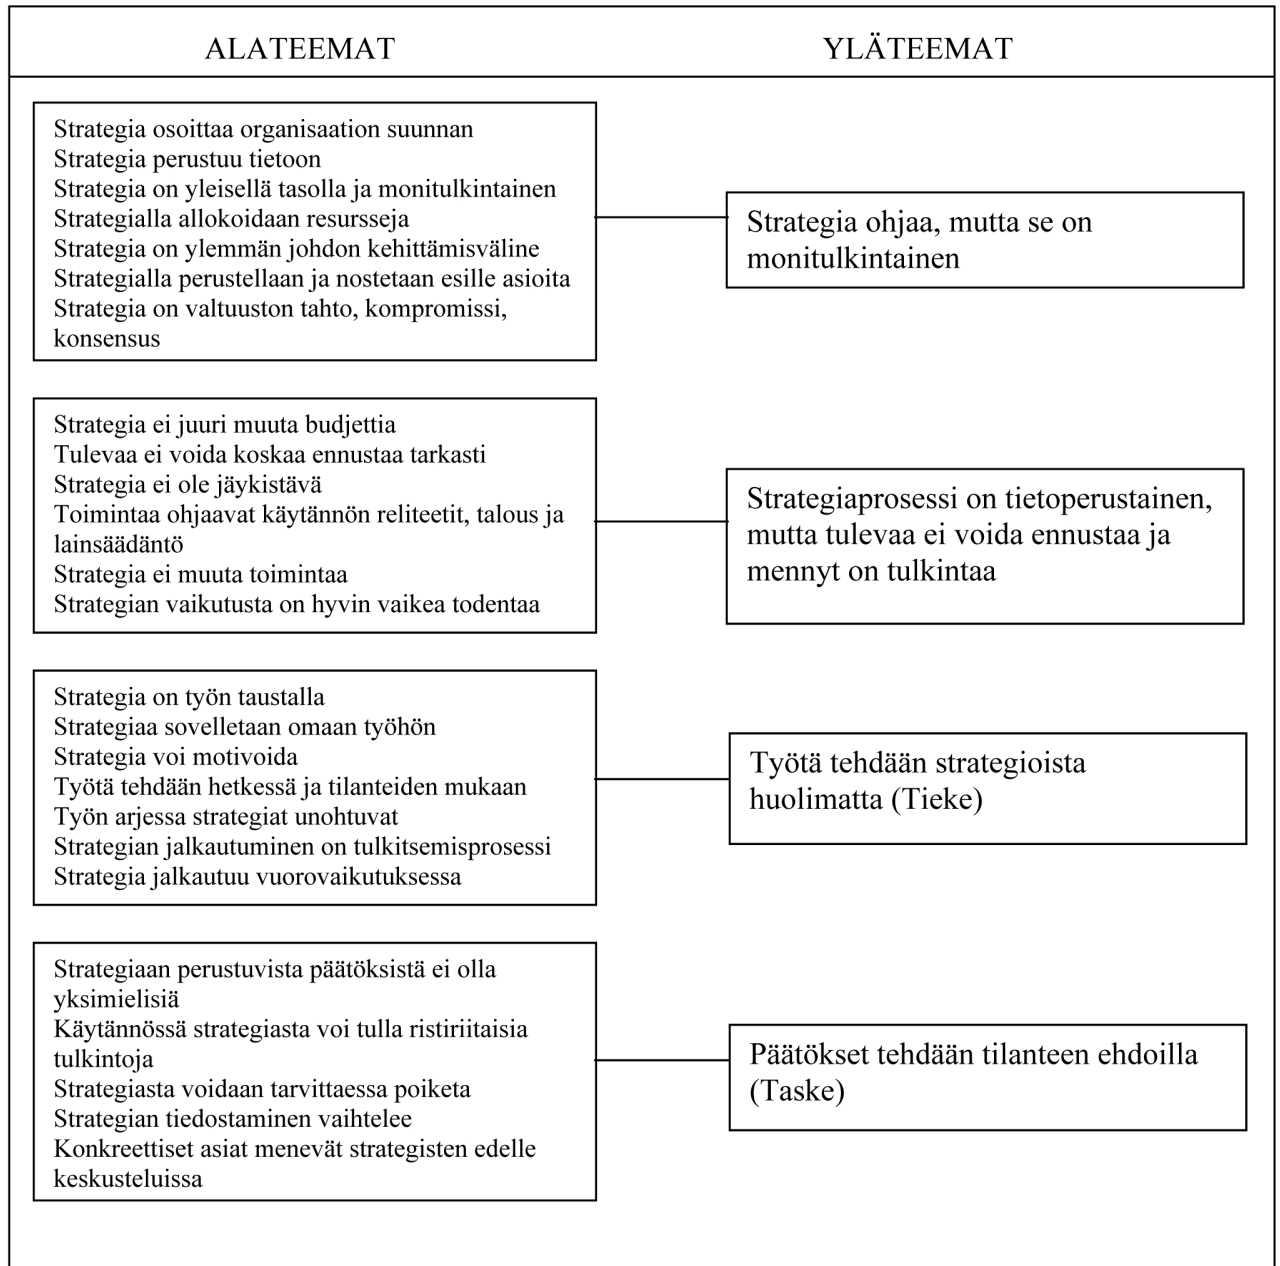 ALATEEMAT
YLÄTEEMAT
Strategia osoittaa organisaation suunnan
Strategia perustuu tietoon
Strategia on yleisellä tasolla ja monitulkintainen
Strategialla allokoidaan resursseja
Strategia on ylemmän johdon kehittämisväline
Strategialla perustellaan ja nostetaan esille asioita
Strategia on valtuuston tahto, kompromissi,
konsensus
Strategia ohjaa, mutta se on
monitulkintainen
Strategia ei juuri muuta budjettia
Tulevaa ei voida koskaa ennustaa tarkasti
Strategia ei ole jäykistävä
Toimintaa ohjaavat käytännön reliteetit, talous ja
lainsäädäntö
Strategia ei muuta toimintaa
Strategian vaikutusta on hyvin vaikea todentaa
Strategiaprosessi on tietoperustainen,
mutta tulevaa ei voida ennustaa ja
mennyt on tulkintaa
Strategia on työn taustalla
Strategiaa sovelletaan omaan työhön
Strategia voi motivoida
Työtä tehdään hetkessä ja tilanteiden mukaan
Työn arjessa strategiat unohtuvat
Strategian jalkautuminen on tulkitsemisprosessi
Strategia jalkautuu vuorovaikutuksessa
Työtä tehdään strategioista
huolimatta (Tieke)
Strategiaan perustuvista päätöksistä ei olla
yksimielisiä
Käytännössä strategiasta voi tulla ristiriitaisia
tulkintoja
Strategiasta voidaan tarvittaessa poiketa
Strategian tiedostaminen vaihtelee
Konkreettiset asiat menevät strategisten edelle
keskusteluissa
Päätökset tehdään tilanteen ehdoilla
(Taske)